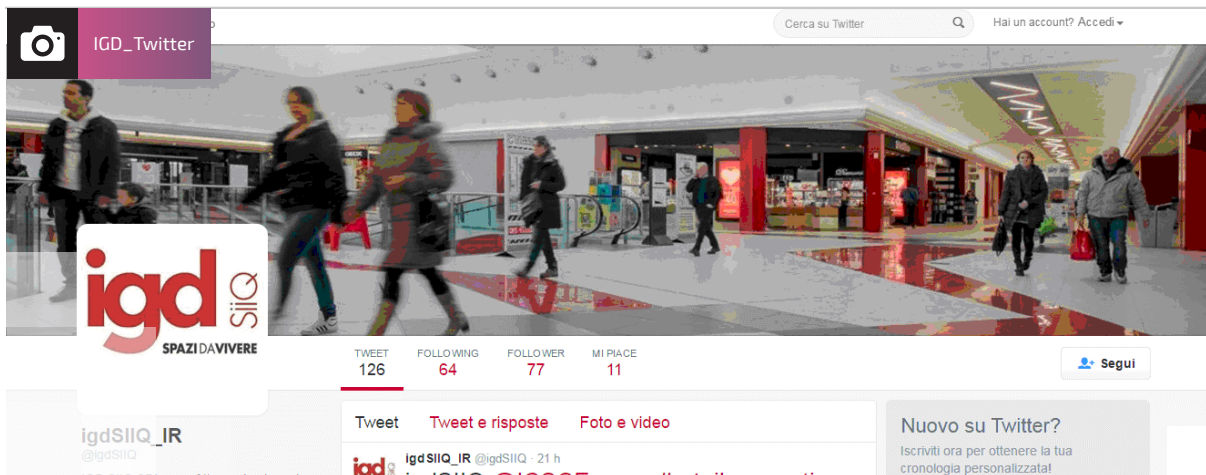 IGD_Twitter
Cerca su Twitter
Hai un account? Accedi
igd SIIQ
SPAZI DA VIVERE
TWEET
FOLLOWING
FOLLOWER
MI PIACE
126
64
77
11
Segui
Tweet
Tweet e risposte
Foto e video
Nuovo su Twitter?
Iscriviti ora per ottenere la tua
cronologia personalizzata!
igdSIIQ_IR
@igdSIIQ
igdSIIQ_IR @igdSIIQ · 21 h
igd